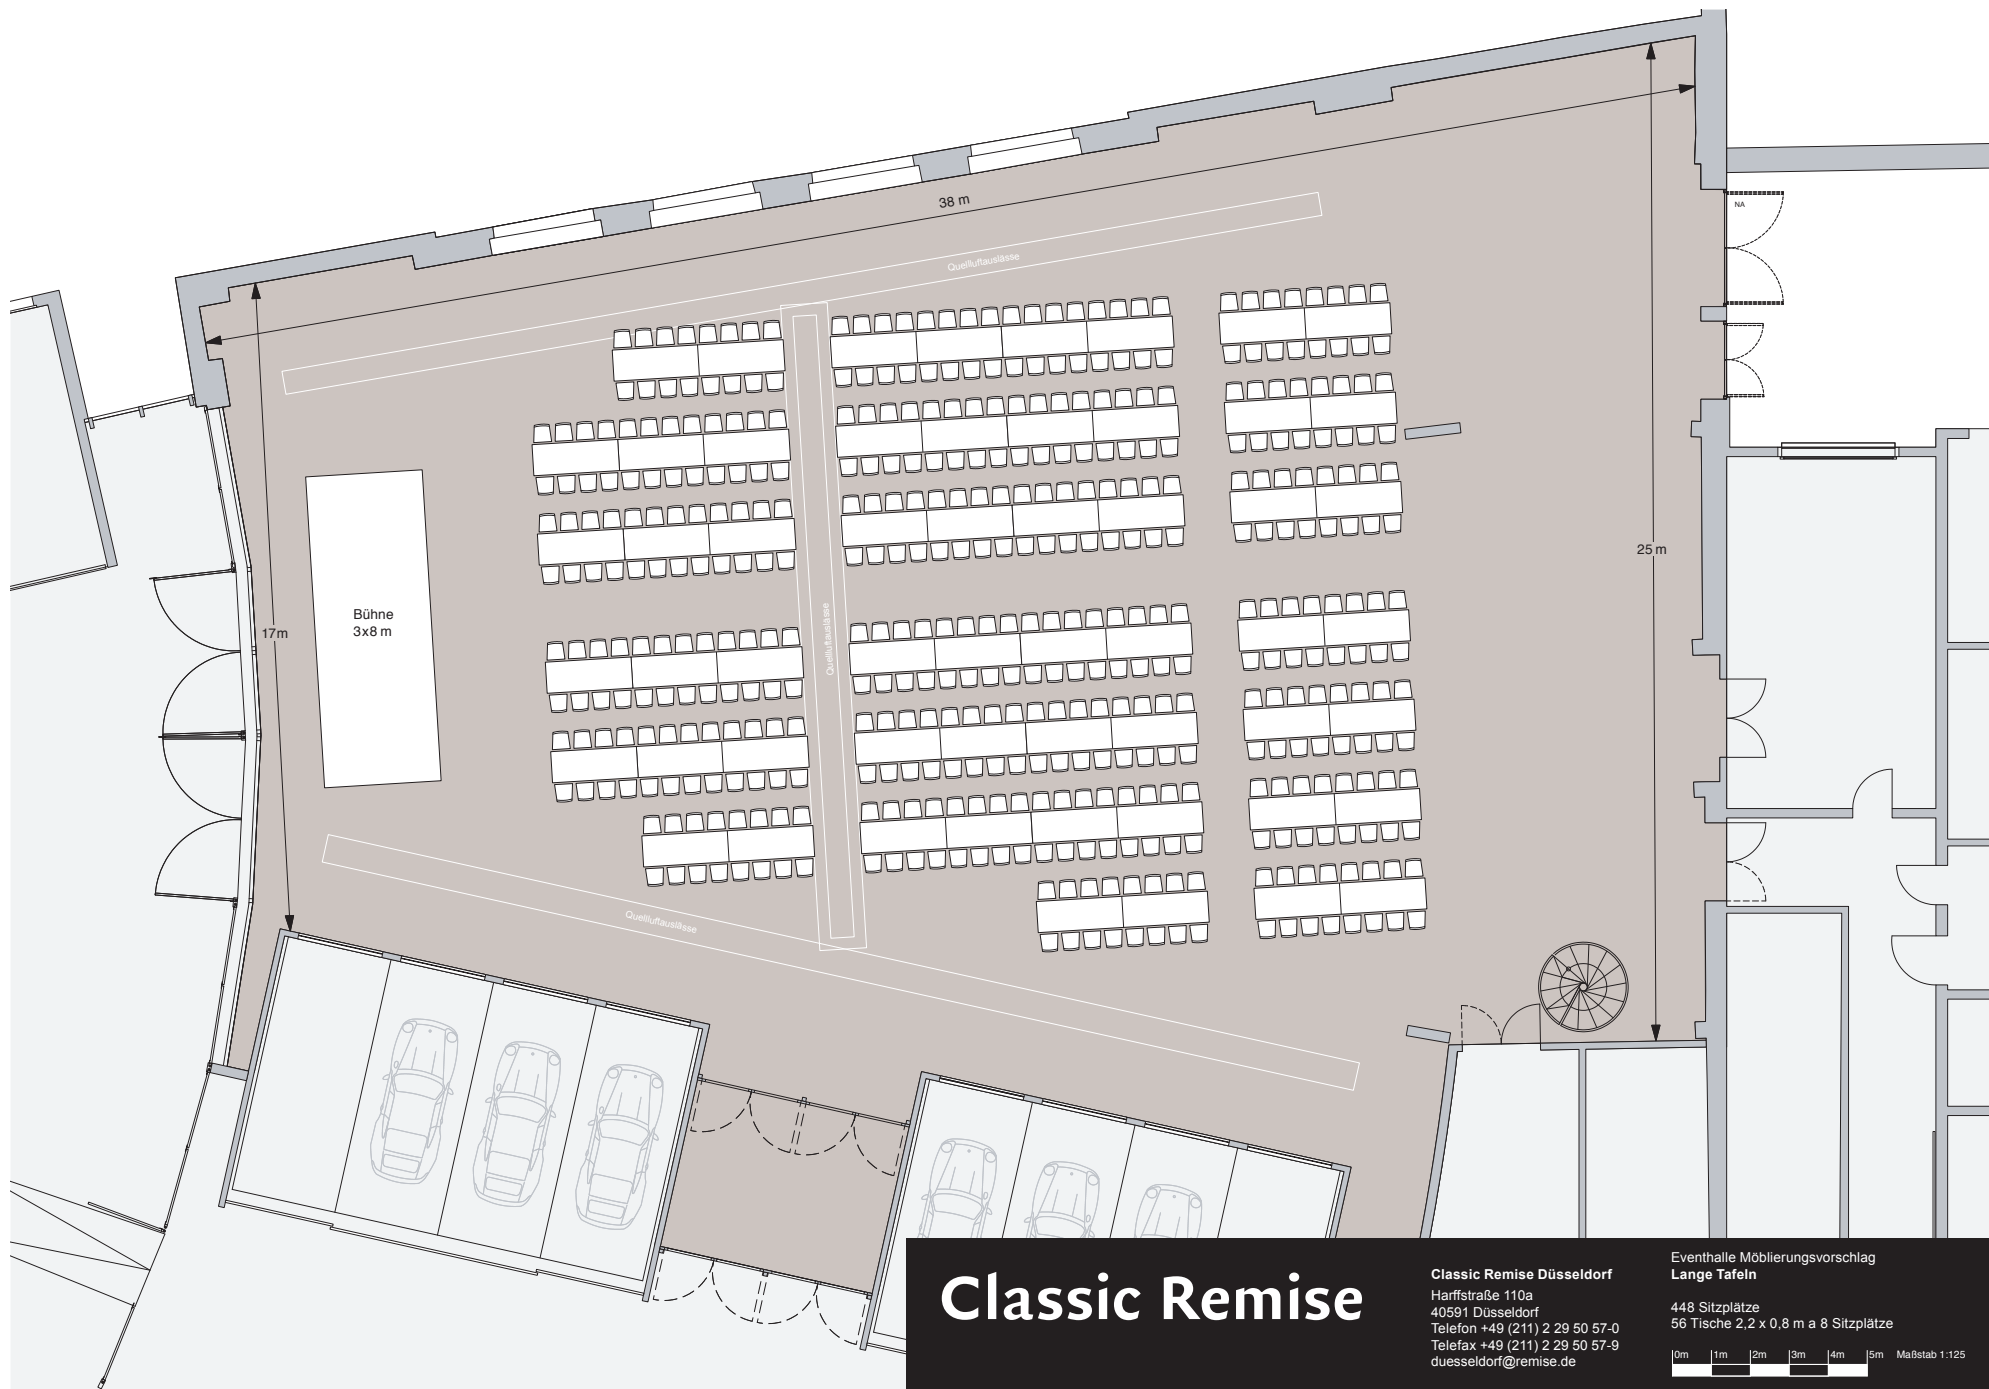 38 m
NA
Quellluftauslässe
25 m
Bühne
3x8 m
17m
Quellluftauslässe
Quellluftauslässe
Classic Remise
Classic Remise Düsseldorf
Harffstraße 110a
40591 Düsseldorf
Telefon +49 (211) 2 29 50 57-0
Telefax +49 (211) 2 29 50 57-9
duesseldorf@remise.de
Eventhalle Möblierungsvorschlag
Lange Tafeln
448 Sitzplätze
56 Tische 2,2 x 0,8 m a 8 Sitzplätze
0m 1m 2m 3m 4m 5m Maßstab 1:125